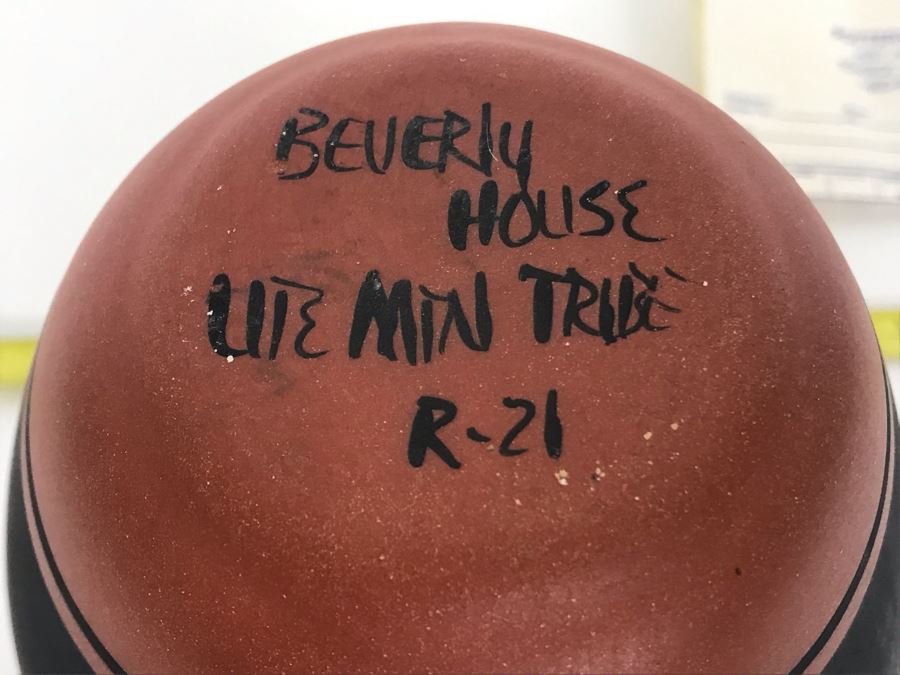 BEVERly
HOUSE
UTE MTN TRIBE
R-21